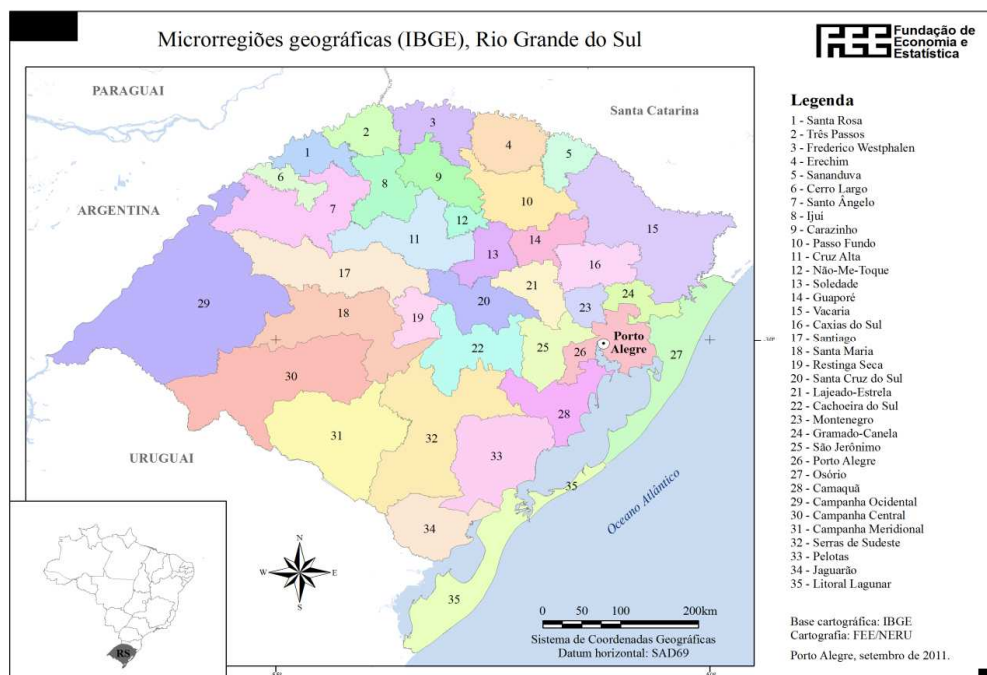 Microrregiões geográficas (IBGE), Rio Grande do Sul
FEE Fundação de
Economia e
Estatística
PARAGUAI
Santa Catarina
ARGENTINA
URUGUAI
Oceano Atlântico
Porto
Alegre
1
2
3
4
5
6
7
8
9
10
11
12
13
14
15
16
17
18
19
20
21
22
23
24
25
26
27
28
29
30
31
32
33
34
35
35
Legenda
1 - Santa Rosa
2 - Três Passos
3 - Frederico Westphalen
4 - Erechim
5 - Sananduva
6 - Cerro Largo
7 - Santo Ângelo
8 - Ijuí
9 - Carazinho
10 - Passo Fundo
11 - Cruz Alta
12 - Não-Me-Toque
13 - Soledade
14 - Guaporé
15 - Vacaria
16 - Caxias do Sul
17 - Santiago
18 - Santa Maria
19 - Restinga Seca
20 - Santa Cruz do Sul
21 - Lajeado-Estrela
22 - Cachoeira do Sul
23 - Montenegro
24 - Gramado-Canela
25 - São Jerônimo
26 - Porto Alegre
27 - Osório
28 - Camaquã
29 - Campanha Ocidental
30 - Campanha Central
31 - Campanha Meridional
32 - Serras de Sudeste
33 - Pelotas
34 - Jaguarão
35 - Litoral Lagunar
RS
N
W E
S
0 50 100 200km
Sistema de Coordenadas Geográficas
Datum horizontal: SAD69
Base cartográfica: IBGE
Cartografia: FEE/NERU
Porto Alegre, setembro de 2011.